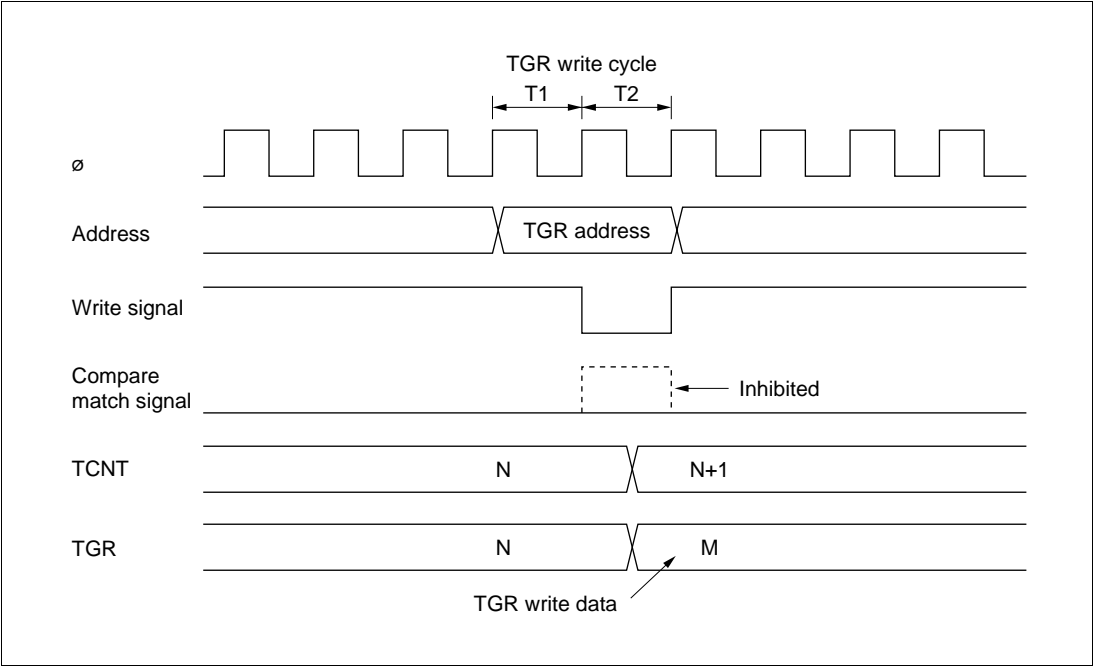 TGR write cycle
T1 T2
ø
Address TGR address
Write signal
Compare
match signal Inhibited
TCNT N N+1
TGR N M
TGR write data